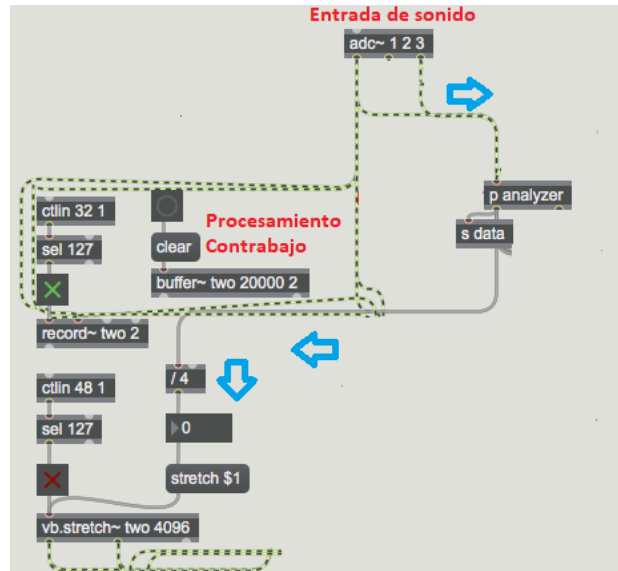 Entrada de sonido
adc~ 1 2 3
p analyzer
ctlin 32 1
s data
sel 127
clear
Procesamiento
Contrabajo
buffer~ two 20000 2
record~ two 2
/ 4
ctlin 48 1
0
sel 127
stretch $1
vb.stretch~ two 4096